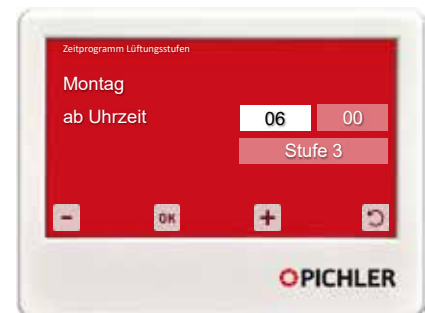 Zeitprogramm Lüftungsstufen
Montag
ab Uhrzeit 06 00
Stufe 3
- OK +
PICHLER